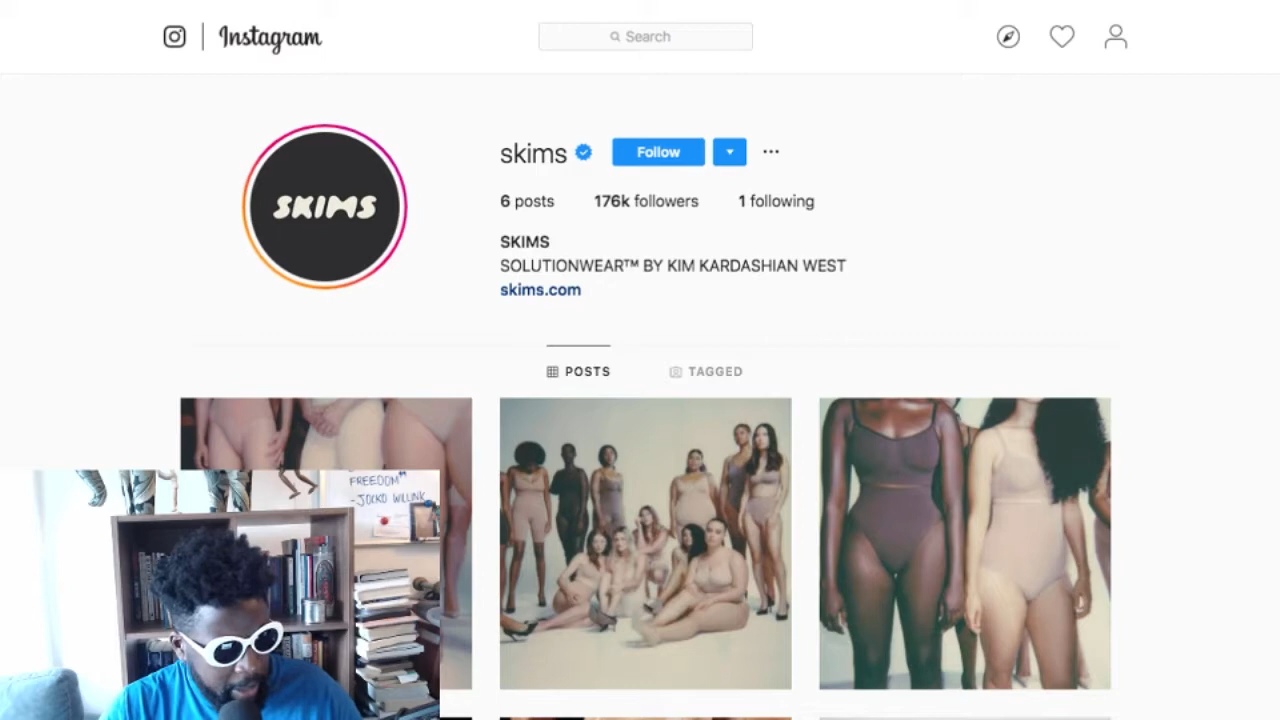 Instagram
Search
SKIMS
skims
Follow
6 posts 176k followers 1 following
SKIMS
SOLUTIONWEAR™ BY KIM KARDASHIAN WEST
skims.com
POSTS
TAGGED
FREEDOM"
-JOCKO WILLINK